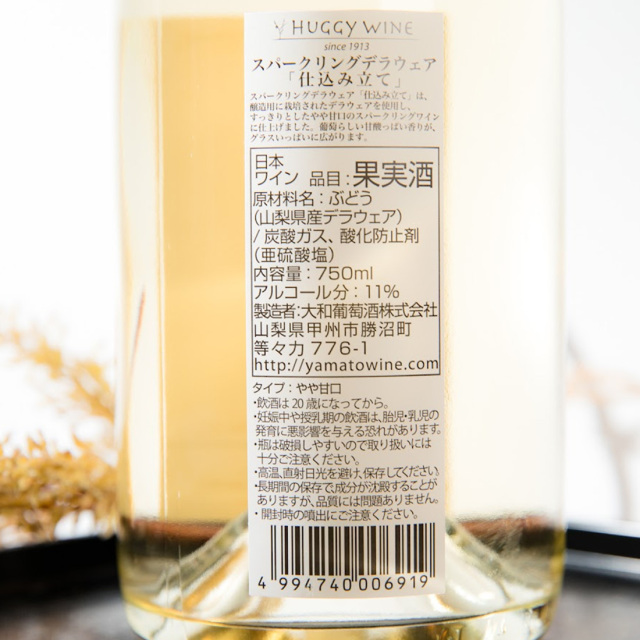 HUGGY WINE
since 1913
スパークリングデラウェア
「仕込み立て」
スパークリングデラウェア「仕込み立て」は、
醸造用に栽培されたデラウェアを使用し、
すっきりとしたやや甘口のスパークリングワイン
に仕上げました。葡萄らしい甘酸っぱい香りが、
グラスいっぱいに広がります。
日本
ワイン 品目:果実酒
原材料名:ぶどう
(山梨県産デラウェア)
/炭酸ガス、酸化防止剤
(亜硫酸塩)
内容量:750ml
アルコール分:11%
製造者:大和葡萄酒株式会社
山梨県甲州市勝沼町
等々力 776-1
http://yamatowine.com
タイプ:やや甘口
・飲酒は20歳になってから。
・妊娠中や授乳期の飲酒は、胎児・乳児の
発育に悪影響を与える恐れがあります。
・瓶は破損しやすいので取り扱いには
十分ご注意ください。
・高温、直射日光を避け、保存してください。
・長期間の保存で、成分が沈殿することが
ありますが、品質には問題ありません。
・開封時の噴出にご注意ください。
4 994740 006919